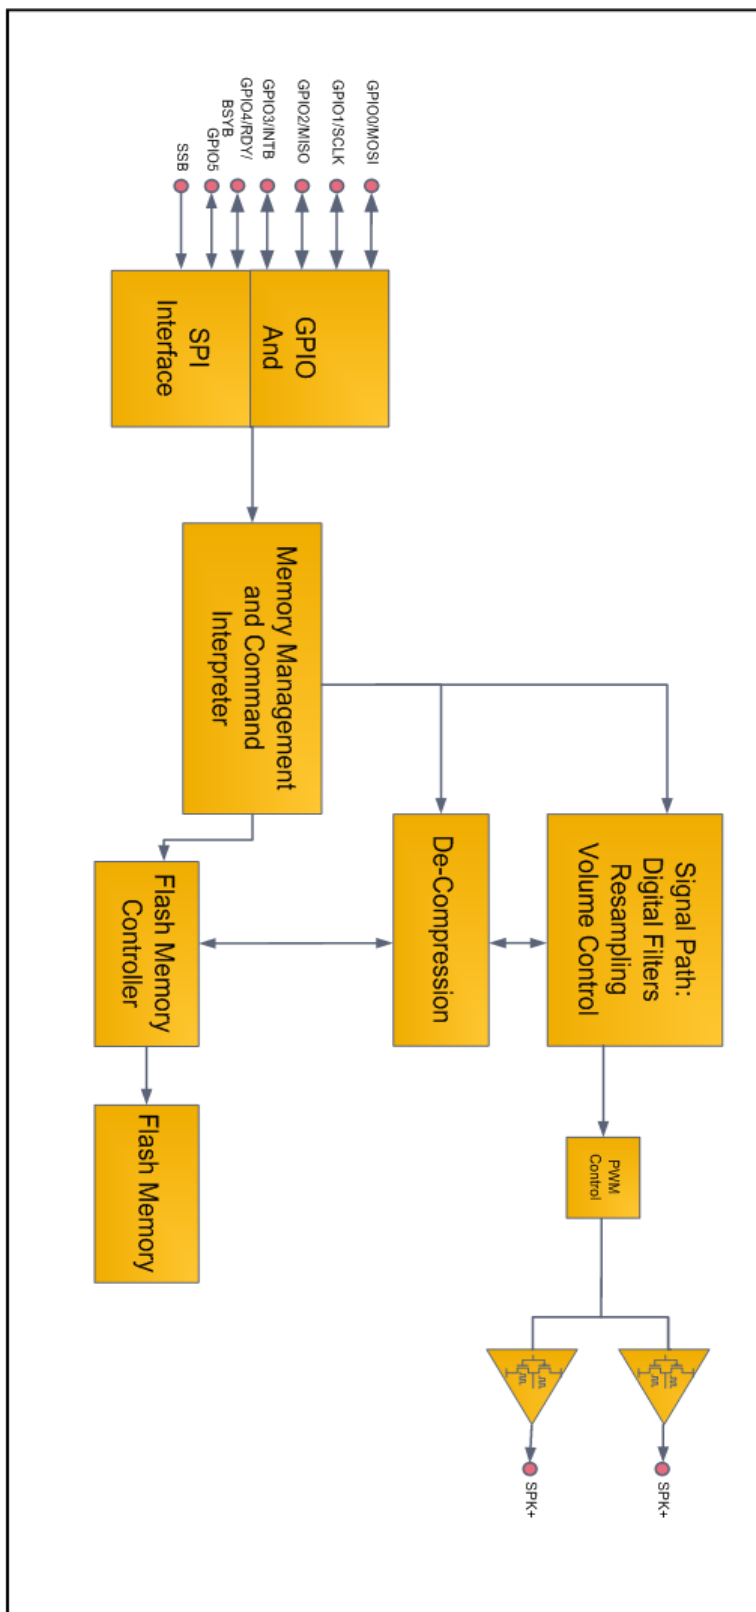 GPIO0/MOSI
GPIO1/SCLK
GPIO2/MISO
GPIO3/INTB
GPIO4/RDY/
BSYB
GPIO5
SSB
GPIO
And
SPI
Interface
Memory Management
and Command
Interpreter
Signal Path:
Digital Filters
Resampling
Volume Control
De-Compression
Flash Memory
Controller
Flash Memory
PWM
Control
SPK+
SPK+